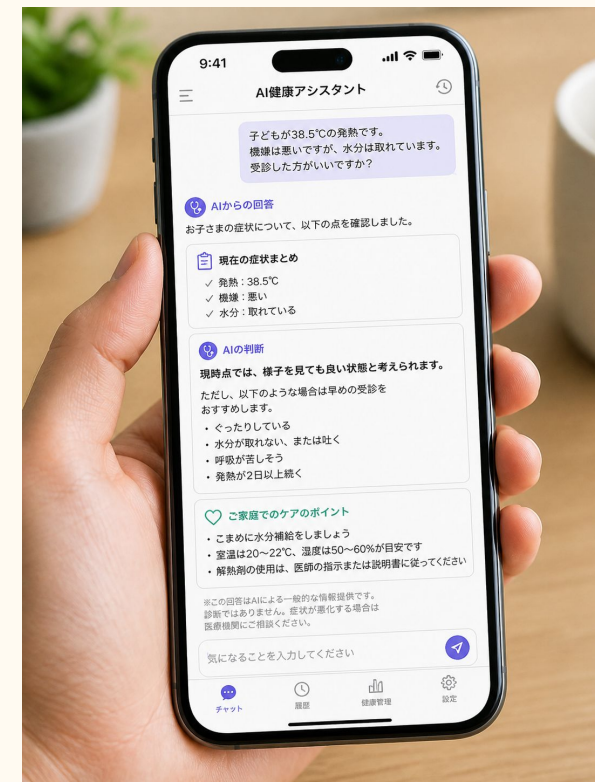 9:41
AI健康アシスタント
子どもが38.5℃の発熱です。
機嫌は悪いですが、水分は取れています。
受診した方がいいですか？
AIからの回答
お子さまの症状について、以下の点を確認しました。
現在の症状まとめ
✓ 発熱：38.5℃
✓ 機嫌：悪い
✓ 水分：取れている
AIの判断
現時点では、様子を見ても良い状態と考えられます。
ただし、以下のような場合は早めの受診を
おすすめします。
・ぐったりしている
・水分が取れない、または吐く
・呼吸が苦しそう
・発熱が2日以上続く
ご家庭でのケアのポイント
・こまめに水分補給をしましょう
・室温は20〜22℃、湿度は50〜60%が目安です
・解熱剤の使用は、医師の指示または説明書に従ってください
※この回答はAIによる一般的な情報提供です。
診断ではありません。症状が悪化する場合は
医療機関にご相談ください。
気になることを入力してください
チャット
履歴
健康管理
設定